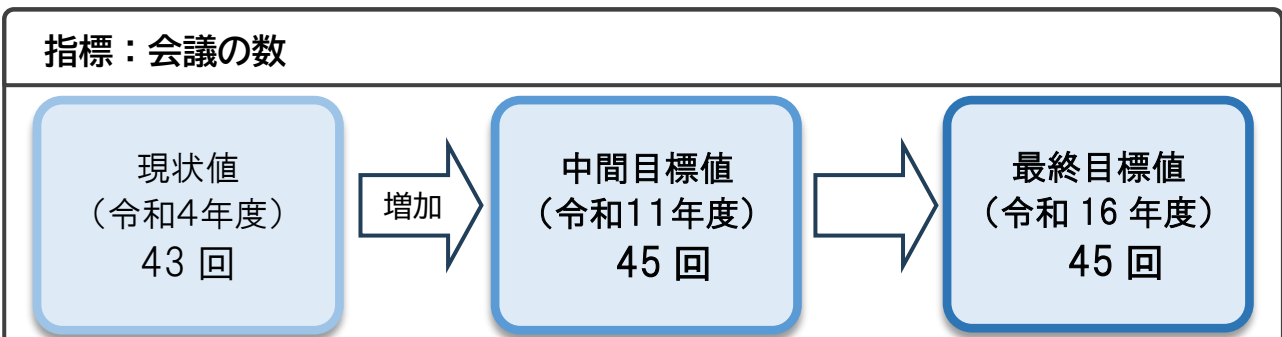 指標：会議の数
現状値
（令和4年度）
43 回
増加
中間目標値
（令和11年度）
45 回
最終目標値
（令和 16 年度）
45 回